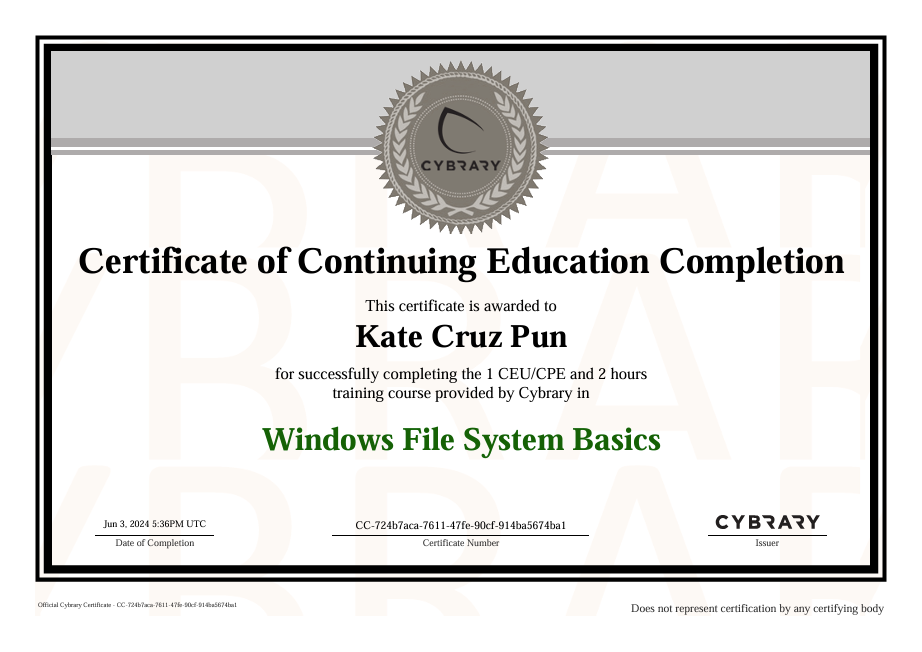 CYBRARY
Certificate of Continuing Education Completion
This certificate is awarded to
Kate Cruz Pun
for successfully completing the 1 CEU/CPE and 2 hours
training course provided by Cybrary in
Windows File System Basics
Jun 3, 2024 5:36PM UTC
CC-724b7aca-7611-47fe-90cf-914ba5674ba1
CYBRARY
Date of Completion
Certificate Number
Issuer
Official Cybrary Certificate - CC-724b7aca-7611-47fe-90cf-914ba5674ba1
Does not represent certification by any certifying body